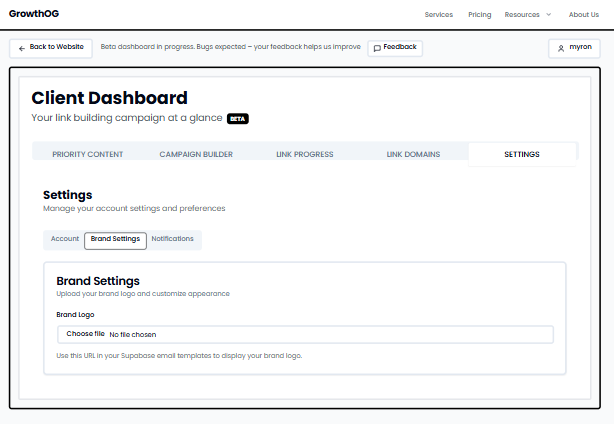 GrowthOG
Services Pricing Resources About Us
Back to Website Beta dashboard in progress. Bugs expected – your feedback helps us improve Feedback myron
Client Dashboard
Your link building campaign at a glance BETA
PRIORITY CONTENT CAMPAIGN BUILDER LINK PROGRESS LINK DOMAINS SETTINGS
Settings
Manage your account settings and preferences
Account Brand Settings Notifications
Brand Settings
Upload your brand logo and customize appearance
Brand Logo
Choose file No file chosen
Use this URL in your Supabase email templates to display your brand logo.